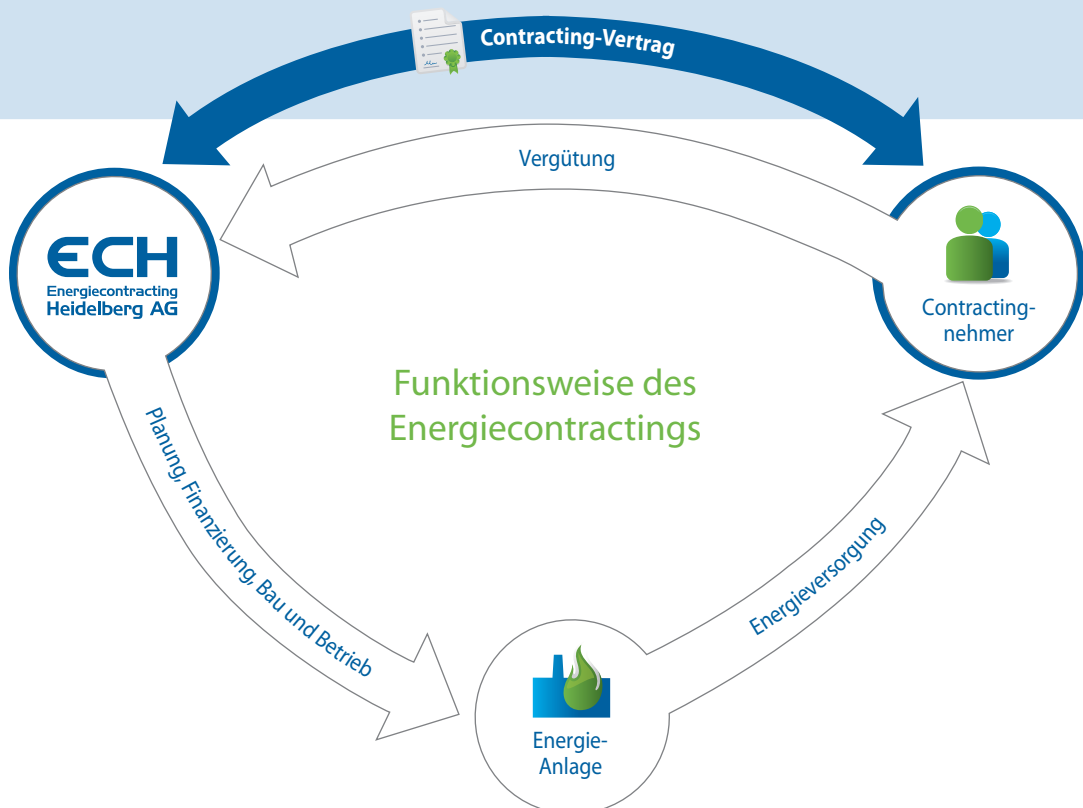 Contracting-Vertrag
Vergütung
ECH
Energiecontracting
Heidelberg AG
Contracting-
nehmer
Funktionsweise des
Energiecontractings
Planung, Finanzierung, Bau und Betrieb
Energieversorgung
Energie-
Anlage